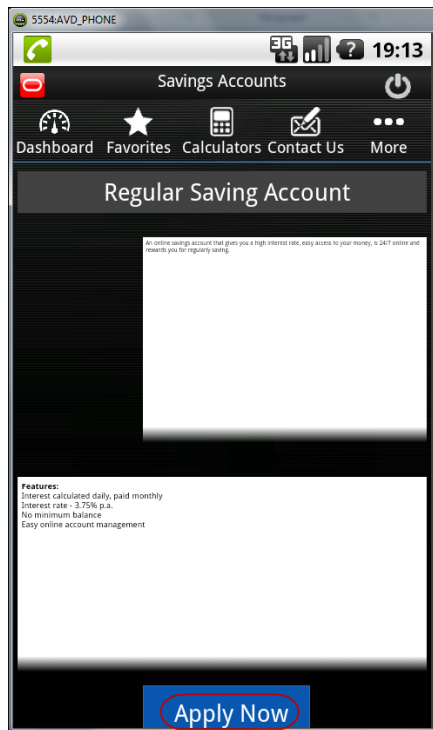 5554:AVD_PHONE
3G
?
19:13
Savings Accounts
Dashboard Favorites Calculators Contact Us More
Regular Saving Account
An online savings account that gives you a high interest rate, easy access to your money, is 24/7 online and
rewards you for regularly saving.
Features:
Interest calculated daily, paid monthly
Interest rate - 3.75% p.a.
No minimum balance
Easy online account management
Apply Now